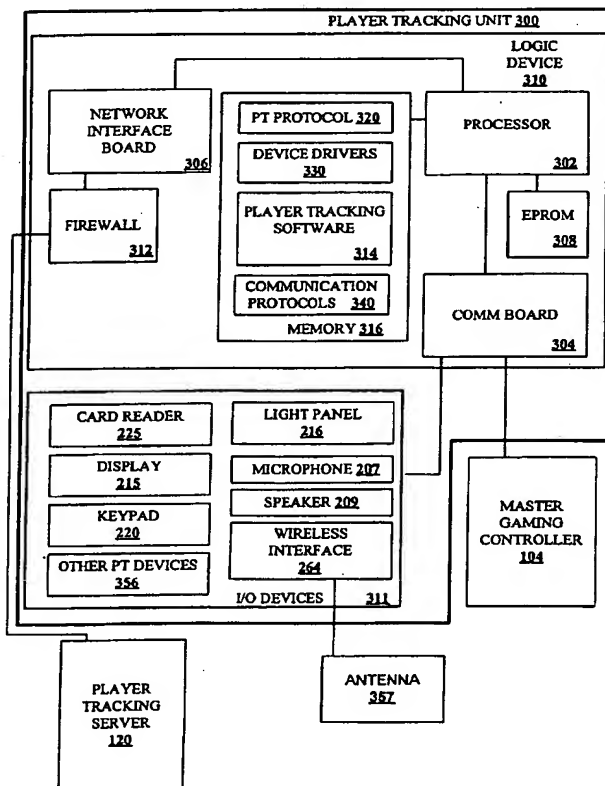 PLAYER TRACKING UNIT 300
LOGIC
DEVICE
310
NETWORK
INTERFACE
BOARD
306
FIREWALL
312
PT PROTOCOL 320
DEVICE DRIVERS
330
PLAYER TRACKING
SOFTWARE
314
COMMUNICATION
PROTOCOLS 340
MEMORY 316
PROCESSOR
302
EPROM
308
COMM BOARD
304
CARD READER
225
DISPLAY
215
KEYPAD
220
OTHER PT DEVICES
356
LIGHT PANEL
216
MICROPHONE 207
SPEAKER 209
WIRELESS
INTERFACE
264
I/O DEVICES 311
MASTER
GAMING
CONTROLLER
104
PLAYER
TRACKING
SERVER
120
ANTENNA
357